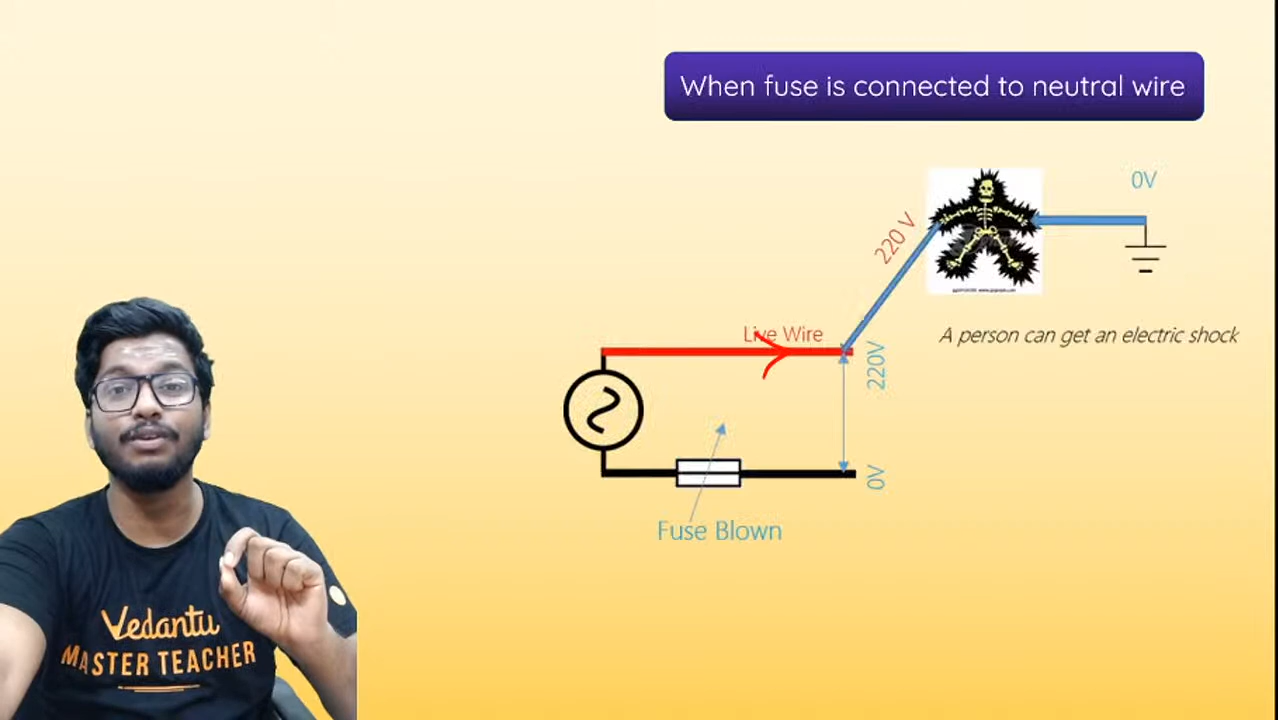 When fuse is connected to neutral wire
0V
220 V
Live Wire
A person can get an electric shock
220V
0V
Fuse Blown
Vedantu
MASTER TEACHER